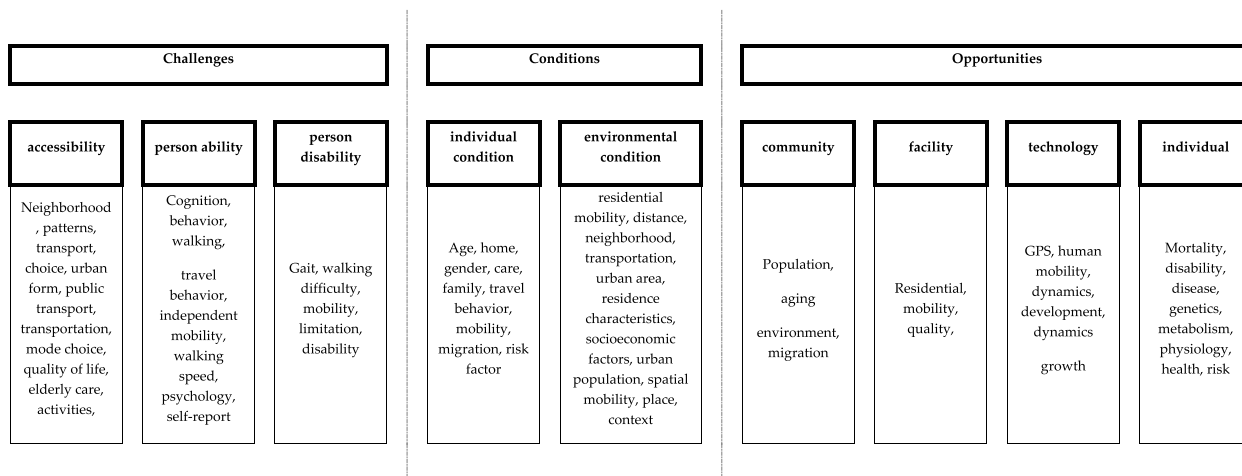 Challenges
accessibility
Neighborhood
, patterns,
transport,
choice, urban
form, public
transport,
transportation,
mode choice,
quality of life,
elderly care,
activities,
person ability
Cognition,
behavior,
walking,
travel
behavior,
independent
mobility,
walking
speed,
psychology,
self-report
person
disability
Gait, walking
difficulty,
mobility,
limitation,
disability
Conditions
individual
condition
Age, home,
gender, care,
family, travel
behavior,
mobility,
migration, risk
factor
environmental
condition
residential
mobility, distance,
neighborhood,
transportation,
urban area,
residence
characteristics,
socioeconomic
factors, urban
population, spatial
mobility, place,
context
Opportunities
community
Population,
aging
environment,
migration
facility
Residential,
mobility,
quality,
technology
GPS, human
mobility,
dynamics,
development,
dynamics
growth
individual
Mortality,
disability,
disease,
genetics,
metabolism,
physiology,
health, risk